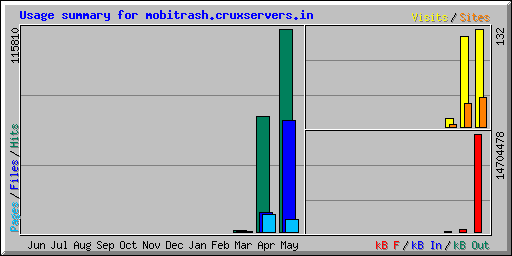 Usage summary for mobitrash.cruxservers.in
Visits / Sites
115810
132
Pages / Files / Hits
14704478
Jun Jul Aug Sep Oct Nov Dec Jan Feb Mar Apr May
kB F / kB In / kB Out